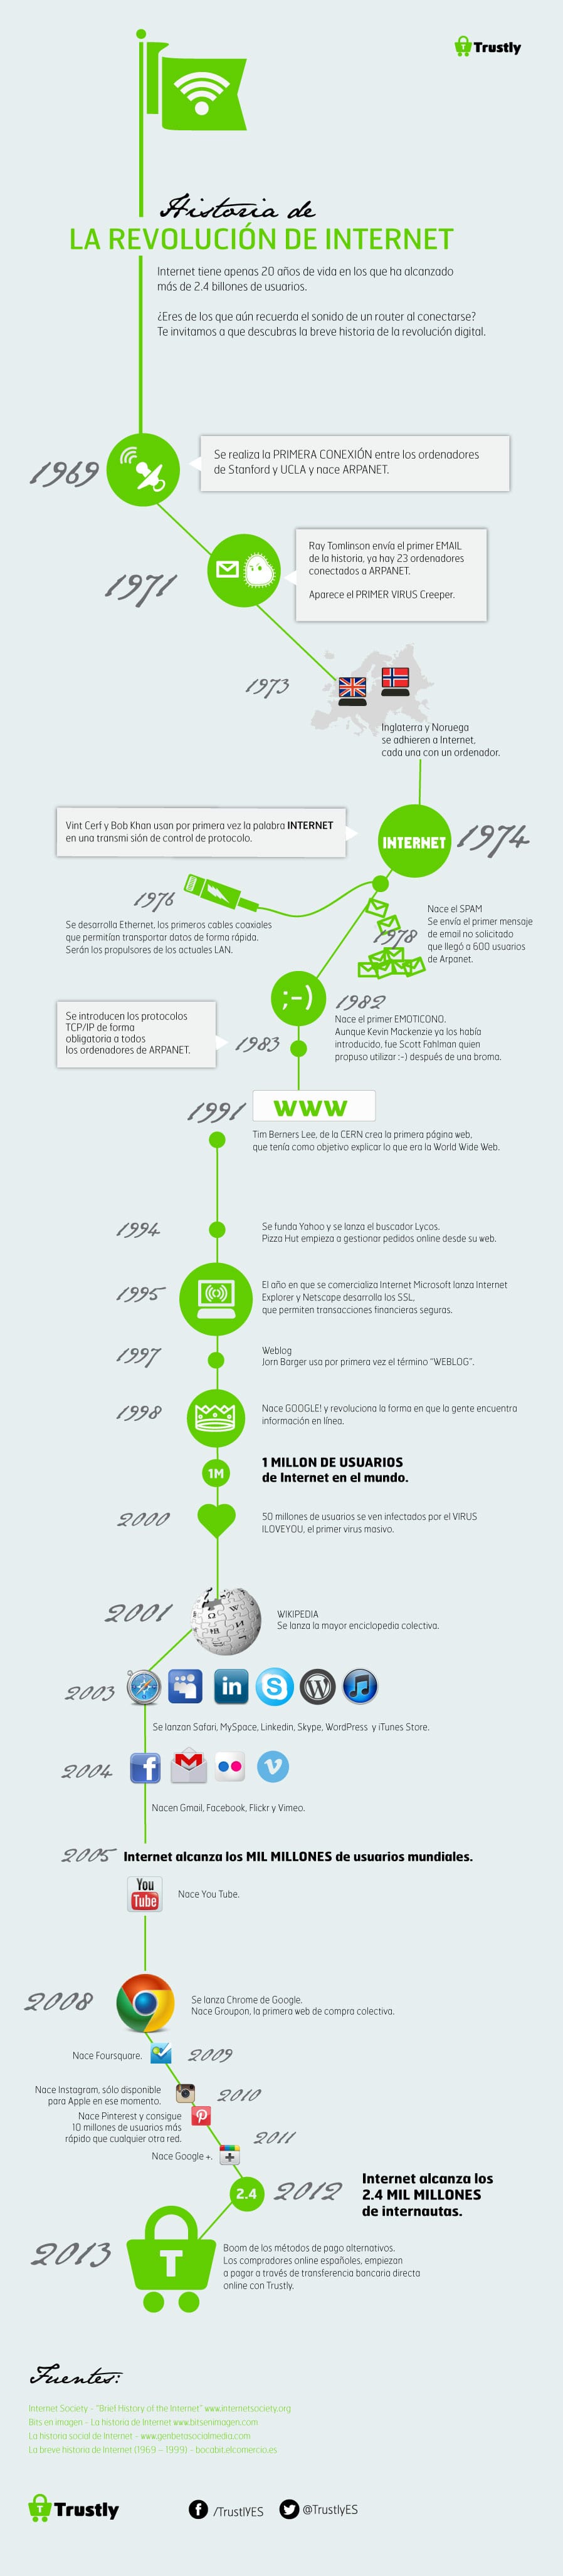 Trustly
Historia de
LA REVOLUCIÓN DE INTERNET
Internet tiene apenas 20 años de vida en los que ha alcanzado
más de 2.4 billones de usuarios.
¿Eres de los que aún recuerda el sonido de un router al conectarse?
Te invitamos a que descubras la breve historia de la revolución digital.
1969
Se realiza la PRIMERA CONEXIÓN entre los ordenadores
de Stanford y UCLA y nace ARPANET.
1971
Ray Tomlinson envía el primer EMAIL
de la historia, ya hay 23 ordenadores
conectados a ARPANET.
Aparece el PRIMER VIRUS Creeper.
1973
Inglaterra y Noruega
se adhieren a Internet,
cada una con un ordenador.
Vint Cerf y Bob Khan usan por primera vez la palabra INTERNET
en una transmi sión de control de protocolo.
INTERNET
1974
1976
Se desarrolla Ethernet, los primeros cables coaxiales
que permitían transportar datos de forma rápida.
Serán los propulsores de los actuales LAN.
1978
Nace el SPAM
Se envía el primer mensaje
de email no solicitado
que llegó a 600 usuarios
de Arpanet.
;-)
1982
Nace el primer EMOTICONO.
Aunque Kevin Mackenzie ya los había
introducido, fue Scott Fahlman quien
propuso utilizar :-) después de una broma.
Se introducen los protocolos
TCP/IP de forma
obligatoria a todos
los ordenadores de ARPANET.
1983
1991
WWW
Tim Berners Lee, de la CERN crea la primera página web,
que tenía como objetivo explicar lo que era la World Wide Web.
1994
Se funda Yahoo y se lanza el buscador Lycos.
Pizza Hut empieza a gestionar pedidos online desde su web.
1995
El año en que se comercializa Internet Microsoft lanza Internet
Explorer y Netscape desarrolla los SSL,
que permiten transacciones financieras seguras.
1997
Weblog
Jorn Barger usa por primera vez el término "WEBLOG".
1998
Nace GOOGLE! y revoluciona la forma en que la gente encuentra
información en línea.
1M
1 MILLON DE USUARIOS
de Internet en el mundo.
2000
50 millones de usuarios se ven infectados por el VIRUS
ILOVEYOU, el primer virus masivo.
2001
WIKIPEDIA
Se lanza la mayor enciclopedia colectiva.
2003
in
S
W
Se lanzan Safari, MySpace, Linkedin, Skype, WordPress y iTunes Store.
2004
f
M
v
Nacen Gmail, Facebook, Flickr y Vimeo.
2005
Internet alcanza los MIL MILLONES de usuarios mundiales.
You
Tube
Nace You Tube.
2008
Se lanza Chrome de Google.
Nace Groupon, la primera web de compra colectiva.
Nace Foursquare.
2009
Nace Instagram, sólo disponible
para Apple en ese momento.
2010
Nace Pinterest y consigue
10 millones de usuarios más
rápido que cualquier otra red.
2011
Nace Google +.
2.4
2012
Internet alcanza los
2.4 MIL MILLONES
de internautas.
2013
T
Boom de los métodos de pago alternativos.
Los compradores online españoles, empiezan
a pagar a través de transferencia bancaria directa
online con Trustly.
Fuentes:
Internet Society - "Brief History of the Internet" www.internetsociety.org
Bits en imagen - La historia de Internet www.bitsenimagen.com
La historia social de Internet - www.genbetasocialmedia.com
La breve historia de Internet (1969 – 1999) - bocabit.elcomercio.es
Trustly
/TrustlYES
@TrustlyES